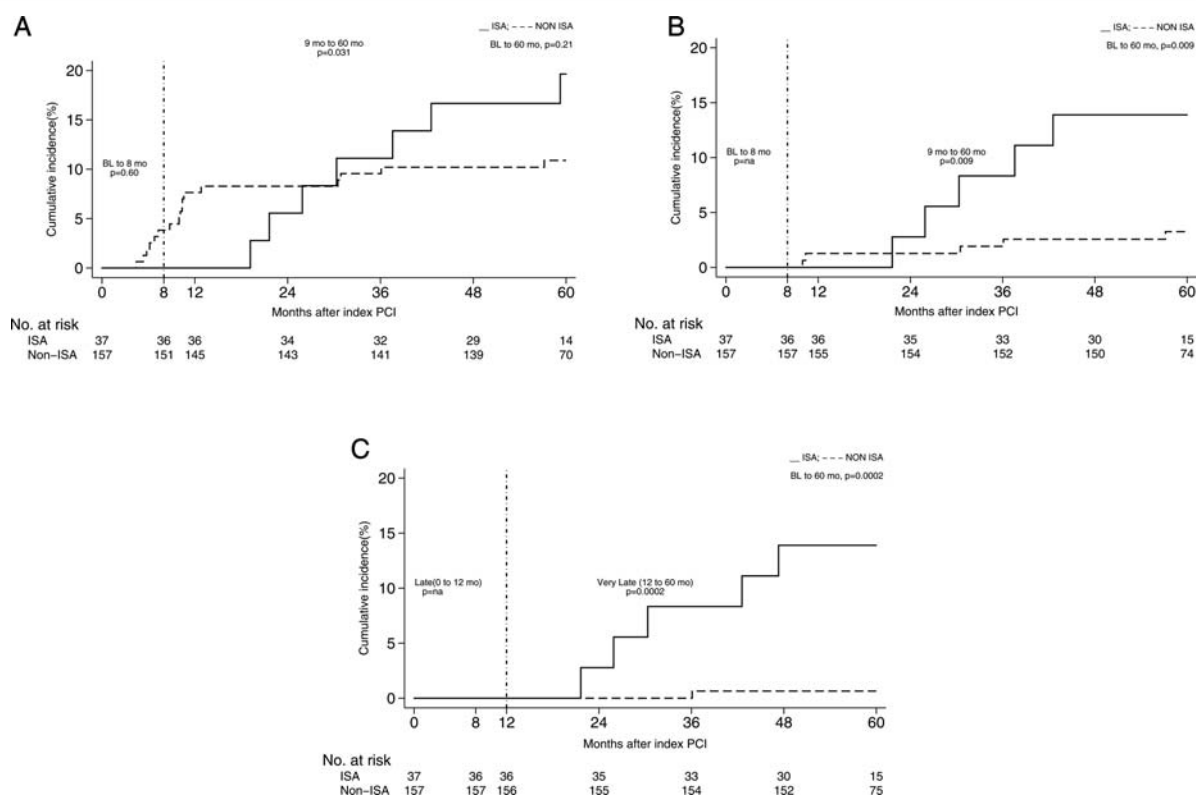 A
__ ISA; – – – NON ISA
9 mo to 60 mo
p=0.031
BL to 60 mo, p=0.21
20
15
10
5
0
Cumulative incidence(%)
BL to 8 mo
p=0.60
0 8 12 24 36 48 60
Months after index PCI
No. at risk
ISA 37 36 36 34 32 29 14
Non−ISA 157 151 145 143 141 139 70
B
__ ISA; – – – NON ISA
BL to 60 mo, p=0.009
20
15
10
5
0
Cumulative incidence(%)
BL to 8 mo
p=na
9 mo to 60 mo
p=0.009
0 8 12 24 36 48 60
Months after index PCI
No. at risk
ISA 37 36 36 35 33 30 15
Non−ISA 157 157 155 154 152 150 74
C
__ ISA; – – – NON ISA
BL to 60 mo, p=0.0002
20
15
10
5
0
Cumulative incidence(%)
Late(0 to 12 mo)
p=na
Very Late (12 to 60 mo)
p=0.0002
0 8 12 24 36 48 60
Months after index PCI
No. at risk
ISA 37 36 36 35 33 30 15
Non−ISA 157 157 156 155 154 152 75